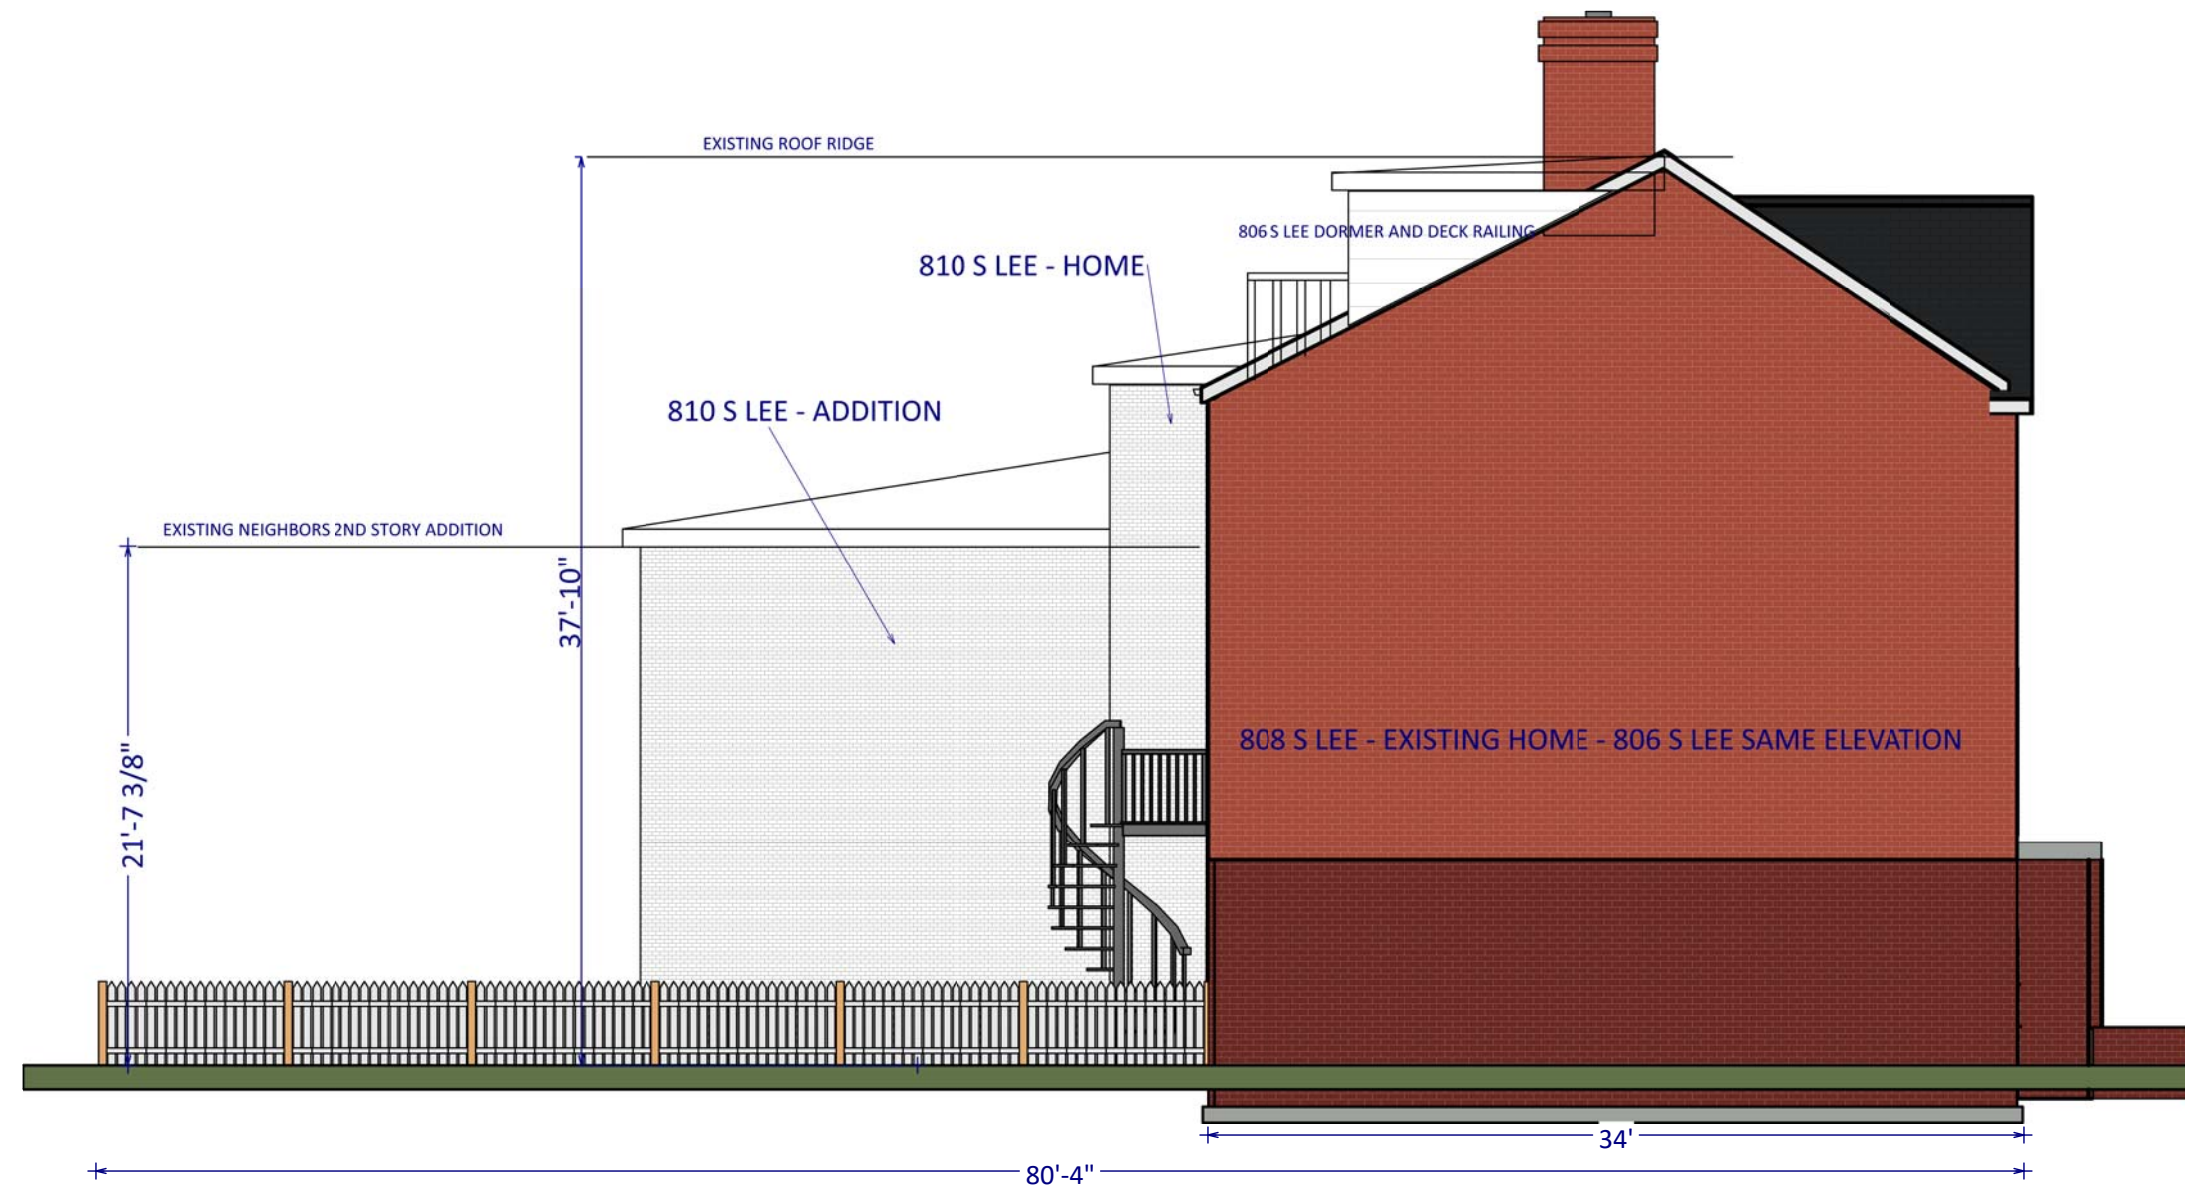 EXISTING ROOF RIDGE
806 S LEE DORMER AND DECK RAILING
810 S LEE - HOME
810 S LEE - ADDITION
EXISTING NEIGHBORS 2ND STORY ADDITION
37'-10"
21'-7 3/8"
808 S LEE - EXISTING HOME - 806 S LEE SAME ELEVATION
34'
80'-4"